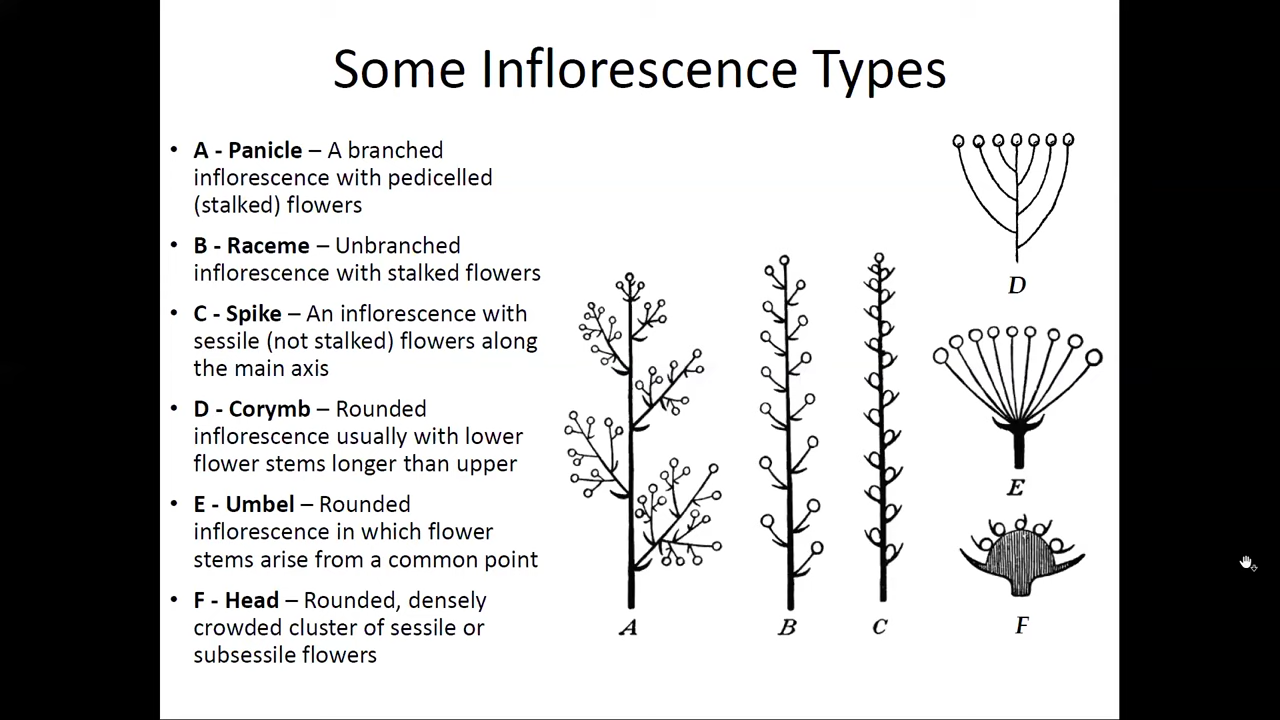 Some Inflorescence Types
• A - Panicle – A branched
inflorescence with pedicelled
(stalked) flowers
• B - Raceme – Unbranched
inflorescence with stalked flowers
• C - Spike – An inflorescence with
sessile (not stalked) flowers along
the main axis
• D - Corymb – Rounded
inflorescence usually with lower
flower stems longer than upper
• E - Umbel – Rounded
inflorescence in which flower
stems arise from a common point
• F - Head – Rounded, densely
crowded cluster of sessile or
subsessile flowers
A
B
C
D
E
F